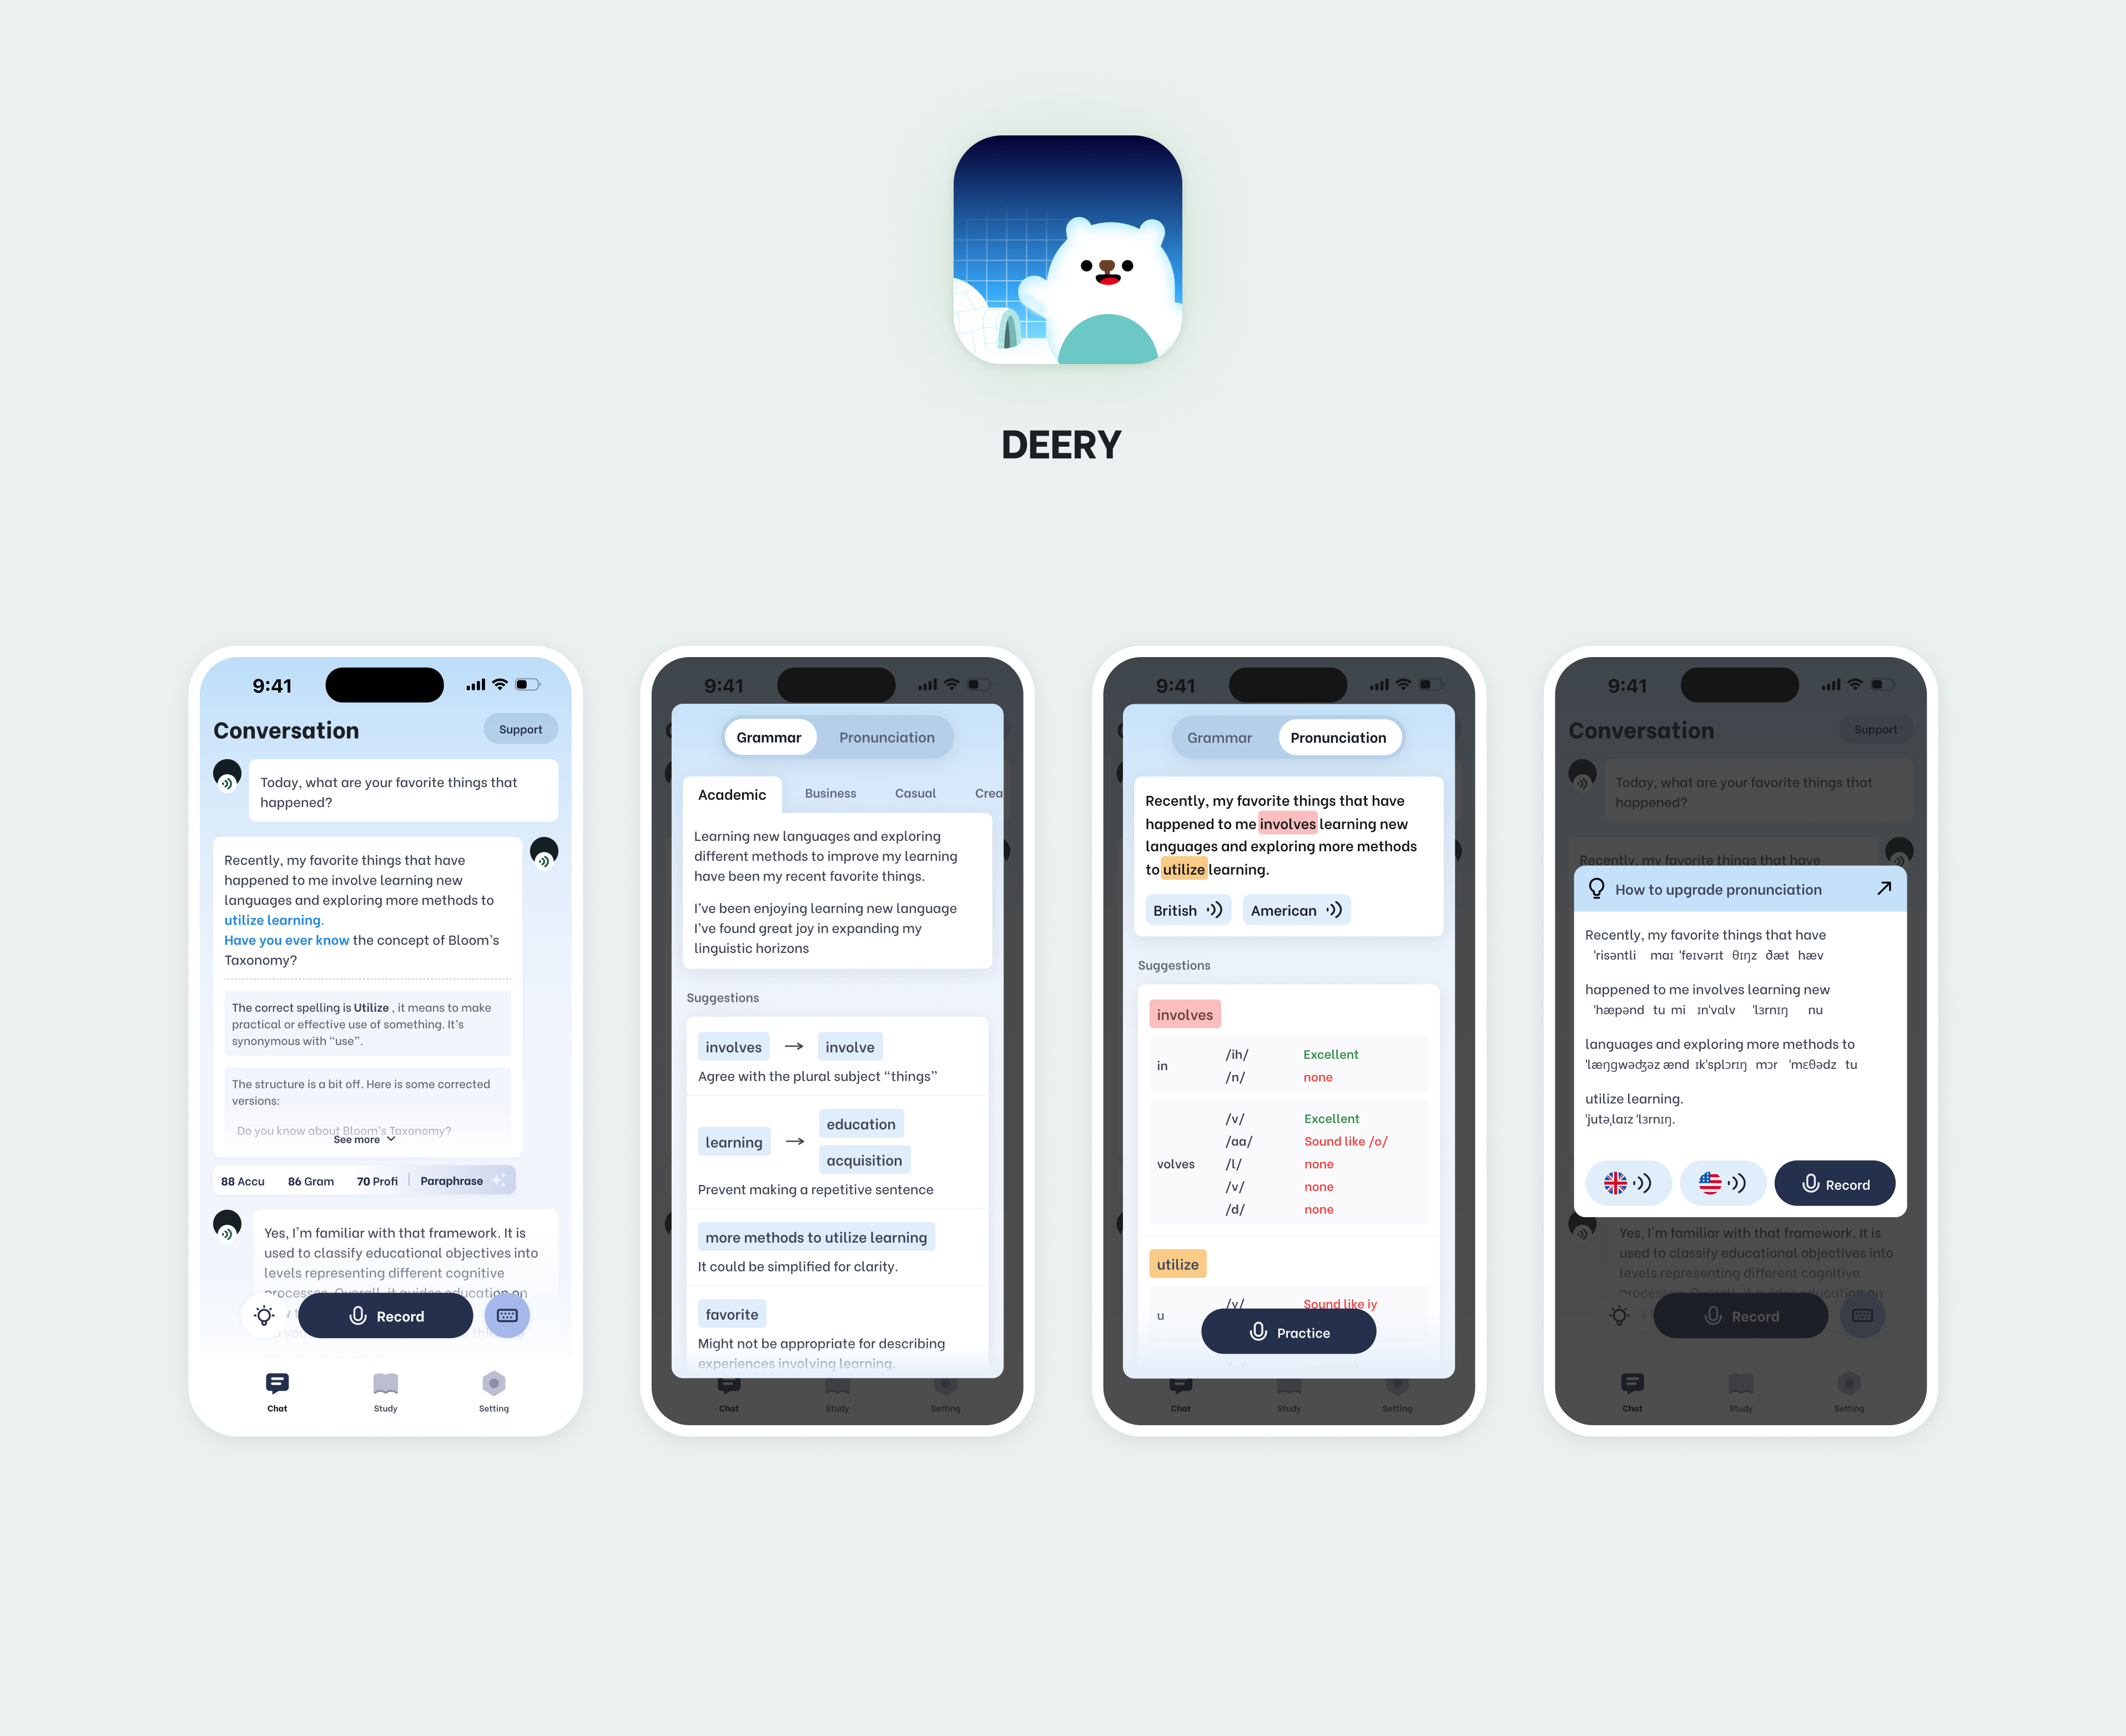 DEERY
9:41
Conversation
Support
Today, what are your favorite things that
happened?
Recently, my favorite things that have
happened to me involve learning new
languages and exploring more methods to
utilize learning.
Have you ever know the concept of Bloom's
Taxonomy?
The correct spelling is Utilize , it means to make
practical or effective use of something. It's
synonymous with “use”.
The structure is a bit off. Here is some corrected
versions:
Do you know about Bloom's Taxonomy?
See more
88 Accu 86 Gram 70 Profi Paraphrase
Yes, I'm familiar with that framework. It is
used to classify educational objectives into
levels representing different cognitive
processes. Overall, it guides education on
Record
Chat Study Setting
9:41
Grammar Pronunciation
Academic Business Casual Crea
Learning new languages and exploring
different methods to improve my learning
have been my recent favorite things.
I've been enjoying learning new language
I've found great joy in expanding my
linguistic horizons
Suggestions
involves → involve
Agree with the plural subject “things”
learning → education
acquisition
Prevent making a repetitive sentence
more methods to utilize learning
It could be simplified for clarity.
favorite
Might not be appropriate for describing
experiences involving learning.
Chat Study Setting
9:41
Grammar Pronunciation
Recently, my favorite things that have
happened to me involves learning new
languages and exploring more methods
to utilize learning.
British American
Suggestions
involves
in /ih/ Excellent
/n/ none
/v/ Excellent
/aa/ Sound like /o/
volves /l/ none
/v/ none
/d/ none
utilize
u /y/ Sound like iy
Practice
Chat Study Setting
9:41
Conversation
Support
Today, what are your favorite things that
happened?
Recently, my favorite things that have
How to upgrade pronunciation
Recently, my favorite things that have
ˈrisəntli maɪ ˈfeɪvərɪt θɪŋz ðæt hæv
happened to me involves learning new
ˈhæpənd tu mi ɪnˈvɑlv ˈlɜrnɪŋ nu
languages and exploring more methods to
ˈlæŋgwəʤəz ænd ɪkˈsplɔrɪŋ mɔr ˈmɛθədz tu
utilize learning.
ˈjutəˌlaɪz ˈlɜrnɪŋ.
Record
Yes, I'm familiar with that framework. It is
used to classify educational objectives into
levels representing different cognitive
processes. Overall, it guides education on
Record
Chat Study Setting